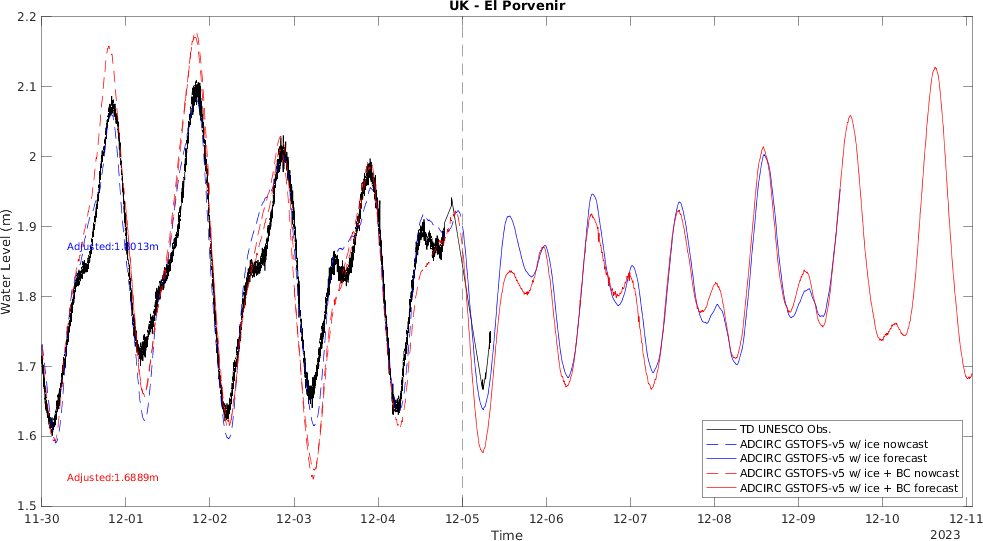 UK - El Porvenir
2.2
2.1
2
1.9
1.8
1.7
1.6
1.5
Water Level (m)
Adjusted:1.8013m
Adjusted:1.6889m
TD UNESCO Obs.
ADCIRC GSTOFS-v5 w/ ice nowcast
ADCIRC GSTOFS-v5 w/ ice forecast
ADCIRC GSTOFS-v5 w/ ice + BC nowcast
ADCIRC GSTOFS-v5 w/ ice + BC forecast
11-30 12-01 12-02 12-03 12-04 12-05 12-06 12-07 12-08 12-09 12-10 12-11
Time
2023